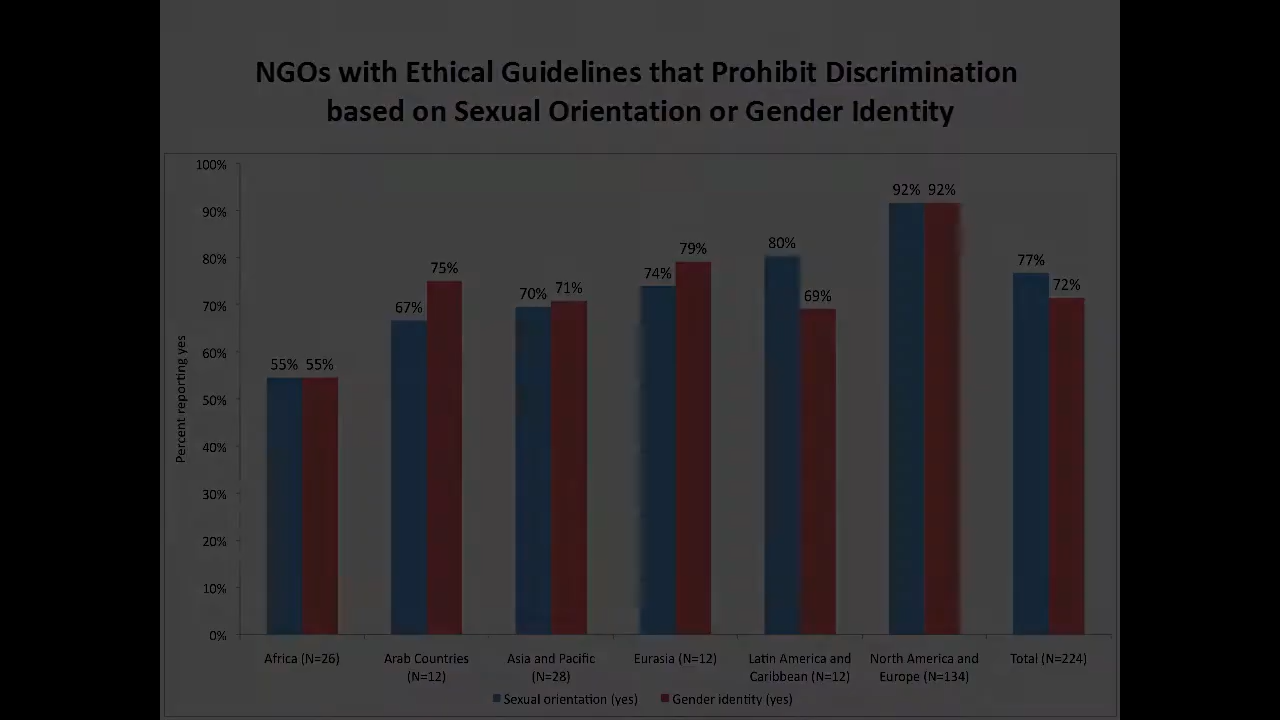 NGOs with Ethical Guidelines that Prohibit Discrimination
based on Sexual Orientation or Gender Identity
100%
90%
80%
70%
60%
50%
40%
30%
20%
10%
0%
Percent reporting yes
55% 55%
67% 75%
70% 71%
74% 79%
80% 69%
92% 92%
77% 72%
Africa (N=26)
Arab Countries
(N=12)
Asia and Pacific
(N=28)
Eurasia (N=12)
Latin America and
Caribbean (N=12)
North America and
Europe (N=134)
Total (N=224)
Sexual orientation (yes)
Gender identity (yes)